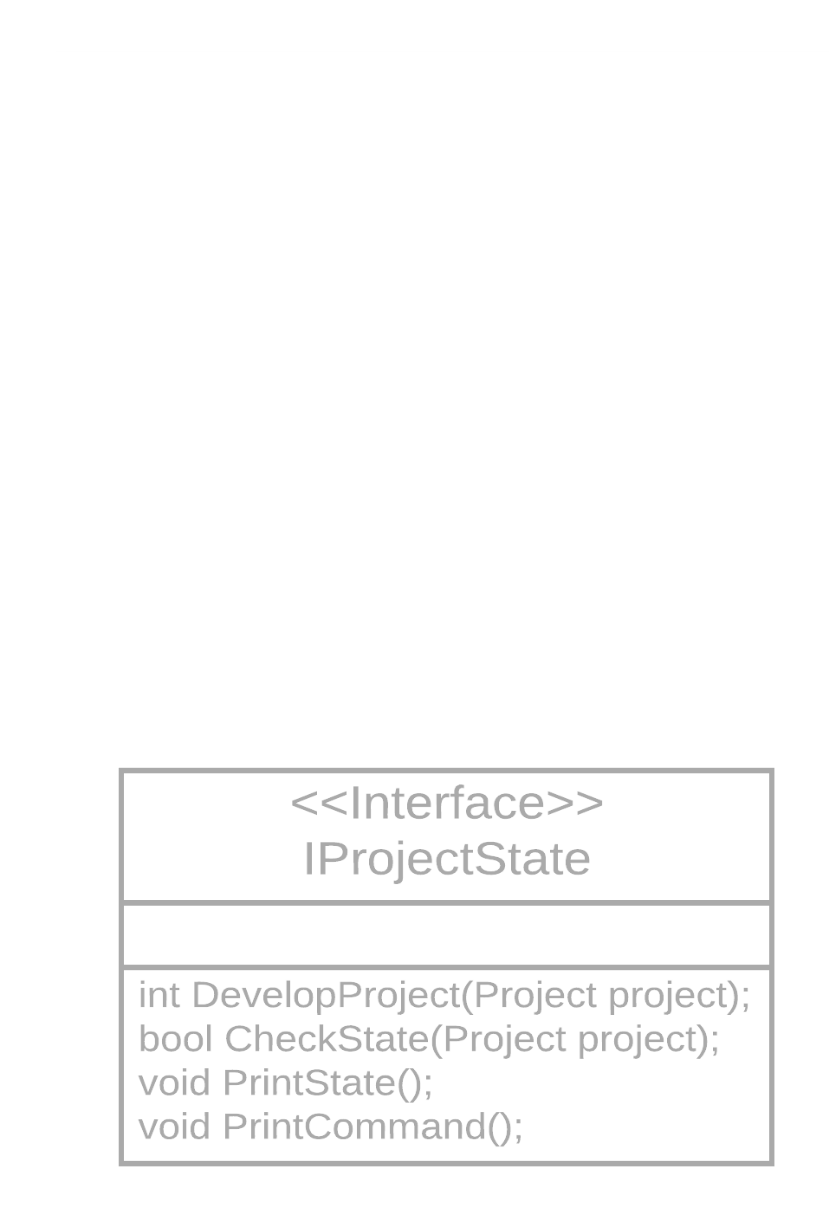 <<Interface>>
IProjectState
int DevelopProject(Project project);
bool CheckState(Project project);
void PrintState();
void PrintCommand();